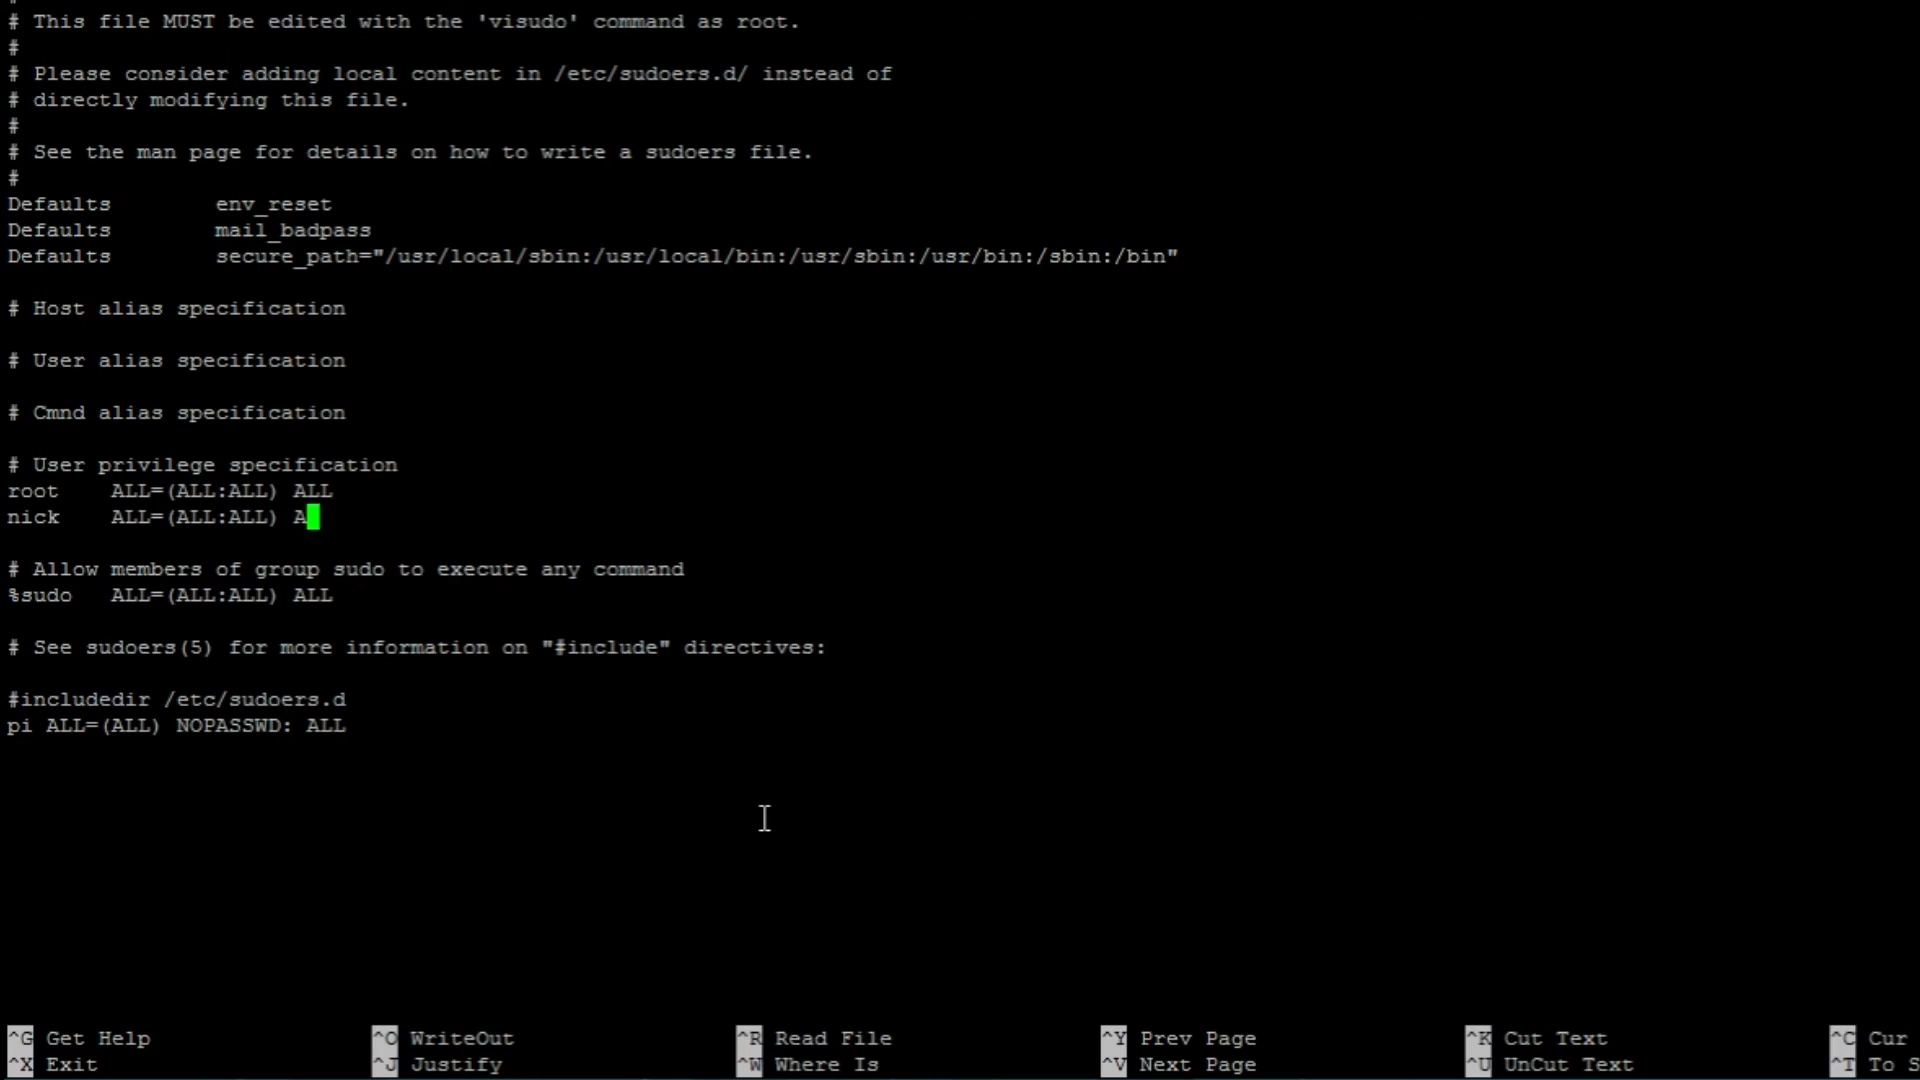 # This file MUST be edited with the 'visudo' command as root.
#
# Please consider adding local content in /etc/sudoers.d/ instead of
# directly modifying this file.
#
# See the man page for details on how to write a sudoers file.
#
Defaults        env_reset
Defaults        mail_badpass
Defaults        secure_path="/usr/local/sbin:/usr/local/bin:/usr/sbin:/usr/bin:/sbin:/bin"
# Host alias specification
# User alias specification
# Cmnd alias specification
# User privilege specification
root    ALL=(ALL:ALL) ALL
nick    ALL=(ALL:ALL) A
# Allow members of group sudo to execute any command
%sudo   ALL=(ALL:ALL) ALL
# See sudoers(5) for more information on "#include" directives:
#includedir /etc/sudoers.d
pi ALL=(ALL) NOPASSWD: ALL
^G Get Help ^O WriteOut ^R Read File ^Y Prev Page ^K Cut Text ^C Cur
^X Exit ^J Justify ^W Where Is ^V Next Page ^U UnCut Text ^T To S